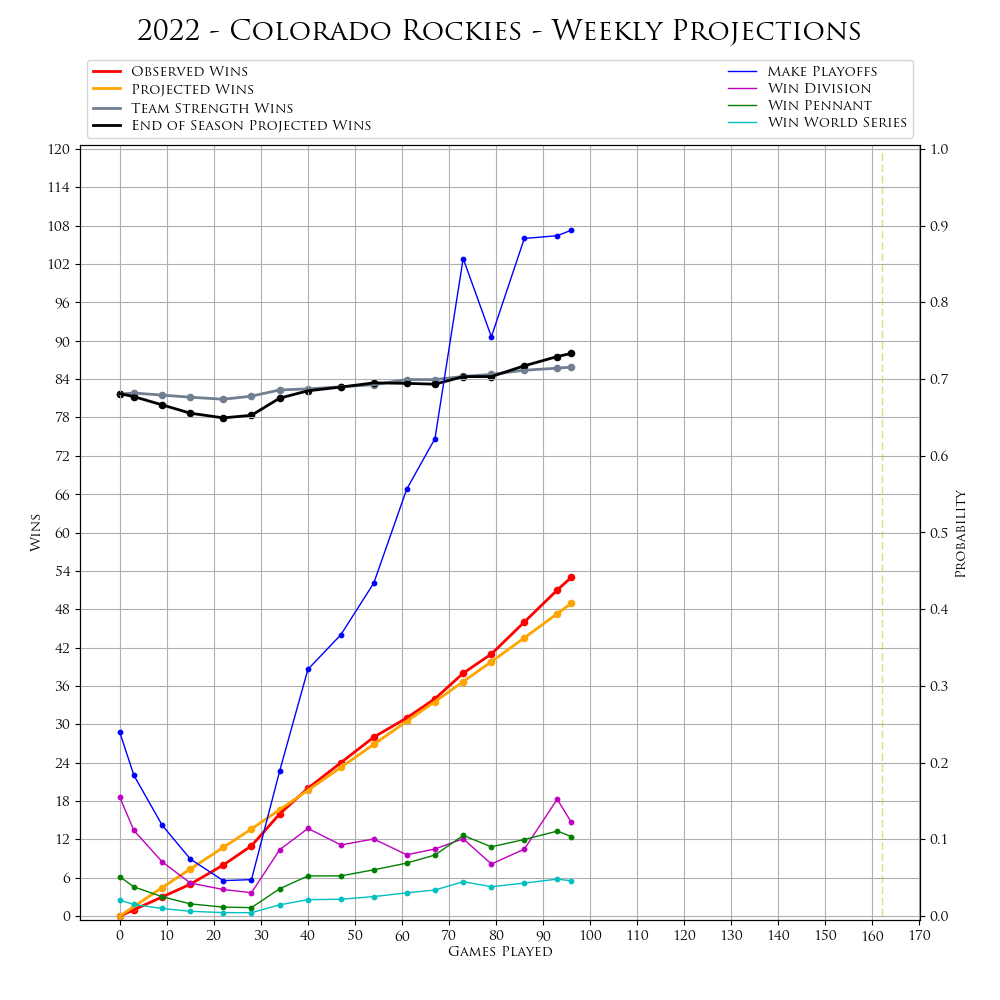 2022 - Colorado Rockies - Weekly Projections
Observed Wins
Projected Wins
Team Strength Wins
End of Season Projected Wins
Make Playoffs
Win Division
Win Pennant
Win World Series
120
114
108
102
96
90
84
78
72
66
60
54
48
42
36
30
24
18
12
6
0
Wins
1.0
0.9
0.8
0.7
0.6
0.5
0.4
0.3
0.2
0.1
0.0
Probability
0 10 20 30 40 50 60 70 80 90 100 110 120 130 140 150 160 170
Games Played